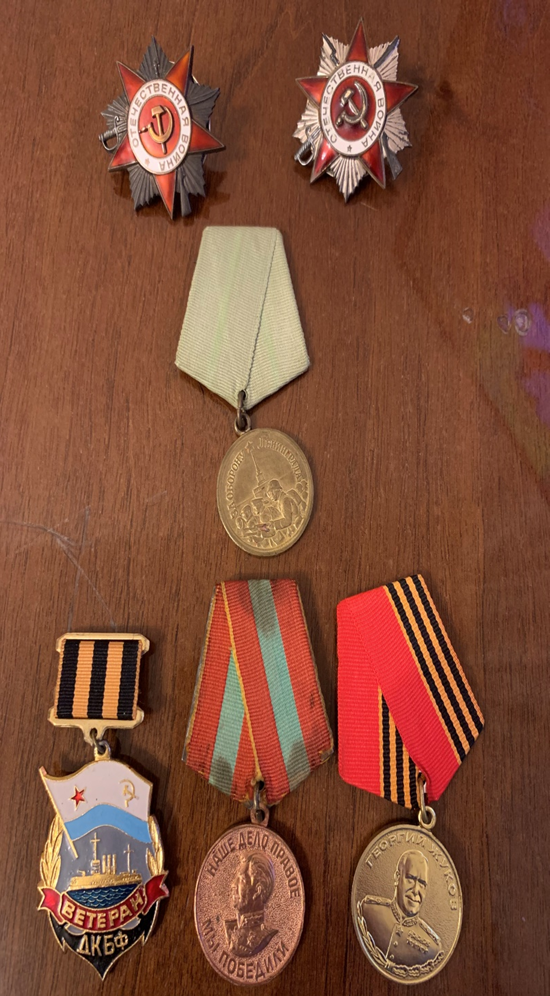 ОТЕЧЕСТВЕННАЯ ВОЙНА
ОТЕЧЕСТВЕННАЯ ВОЙНА
ЗА ОБОРОНУ ЛЕНИНГРАДА
ВЕТЕРАН
ДКБФ
НАШЕ ДЕЛО ПРАВОЕ
МЫ ПОБЕДИЛИ
ГЕОРГИЙ ЖУКОВ